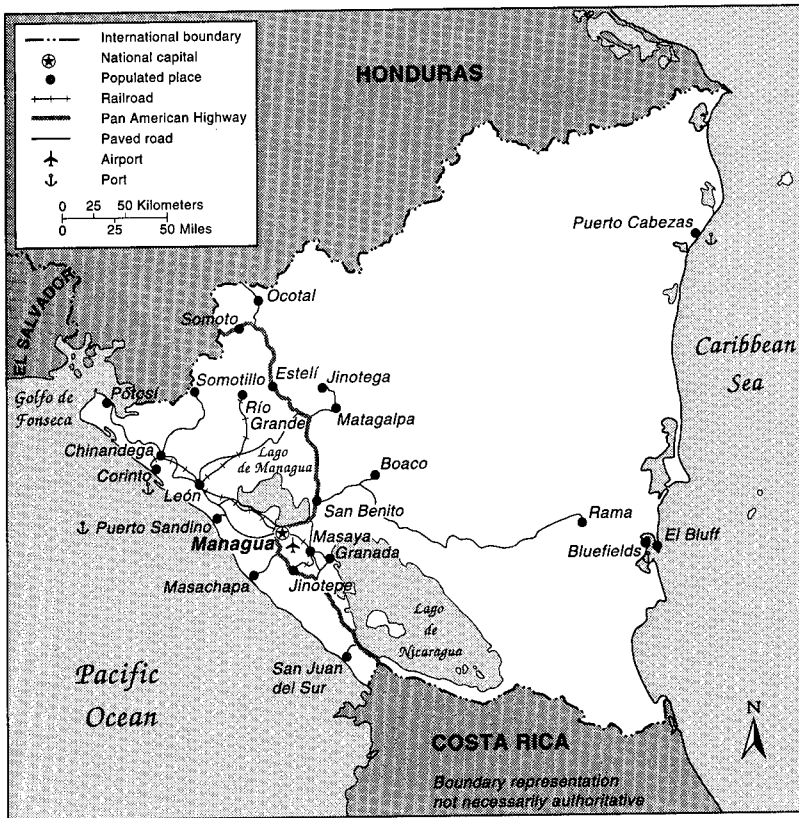 International boundary
National capital
Populated place
Railroad
Pan American Highway
Paved road
Airport
Port
0 25 50 Kilometers
0 25 50 Miles
HONDURAS
Puerto Cabezas
Ocotal
EL SALVADOR
Somoto
Caribbean
Sea
Golfo de
Fonseca
Potosí
Somotillo
Estelí
Jinotega
Río
Grande
Matagalpa
Chinandega
Lago
de Managua
Boaco
Corinto
León
San Benito
Rama
Puerto Sandino
Managua
Masaya
Granada
El Bluff
Bluefields
Masachapa
Jinotepe
Lago
de
Nicaragua
San Juan
del Sur
Pacific
Ocean
N
COSTA RICA
Boundary representation
not necessarily authoritative